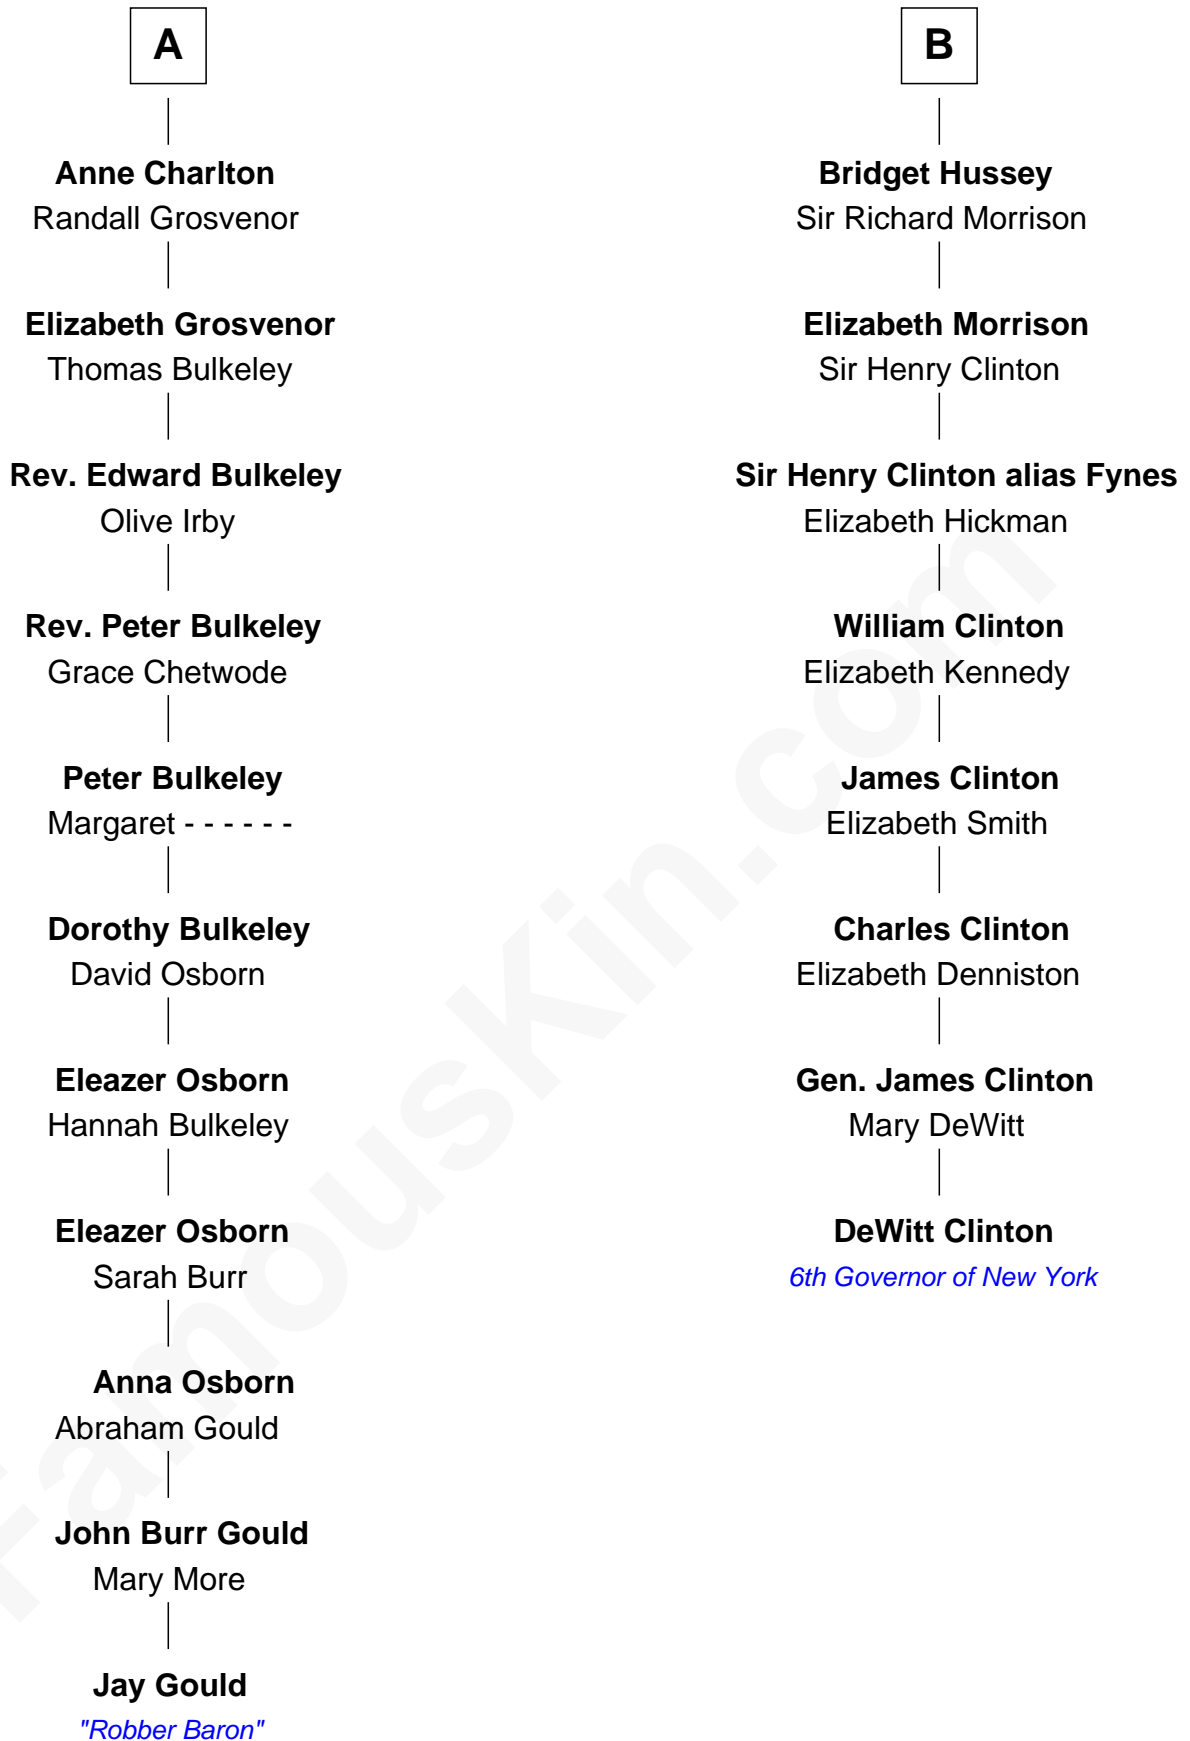 A
Anne Charlton
Randall Grosvenor
Elizabeth Grosvenor
Thomas Bulkeley
Rev. Edward Bulkeley
Olive Irby
Rev. Peter Bulkeley
Grace Chetwode
Peter Bulkeley
Margaret - - - - - -
Dorothy Bulkeley
David Osborn
Eleazer Osborn
Hannah Bulkeley
Eleazer Osborn
Sarah Burr
Anna Osborn
Abraham Gould
John Burr Gould
Mary More
Jay Gould
"Robber Baron"
B
Bridget Hussey
Sir Richard Morrison
Elizabeth Morrison
Sir Henry Clinton
Sir Henry Clinton alias Fynes
Elizabeth Hickman
William Clinton
Elizabeth Kennedy
James Clinton
Elizabeth Smith
Charles Clinton
Elizabeth Denniston
Gen. James Clinton
Mary DeWitt
DeWitt Clinton
6th Governor of New York
FamousKin.com